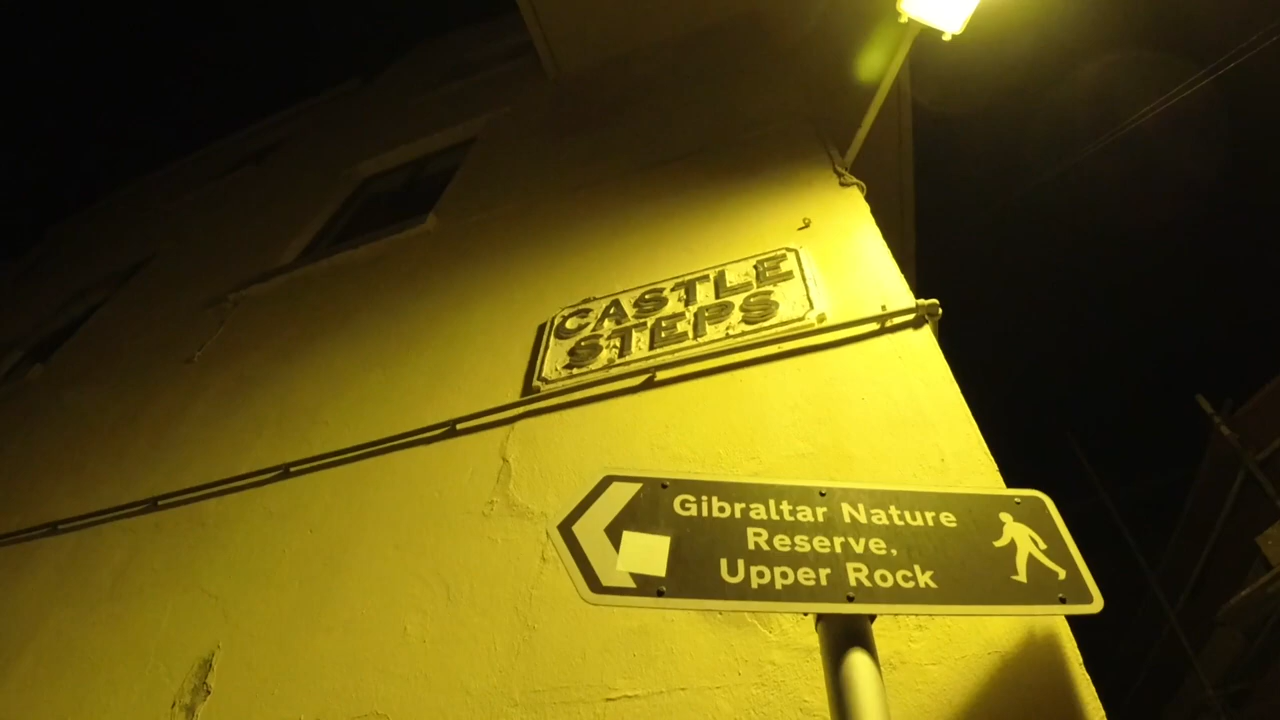 CASTLE
STEPS
Gibraltar Nature
Reserve,
Upper Rock